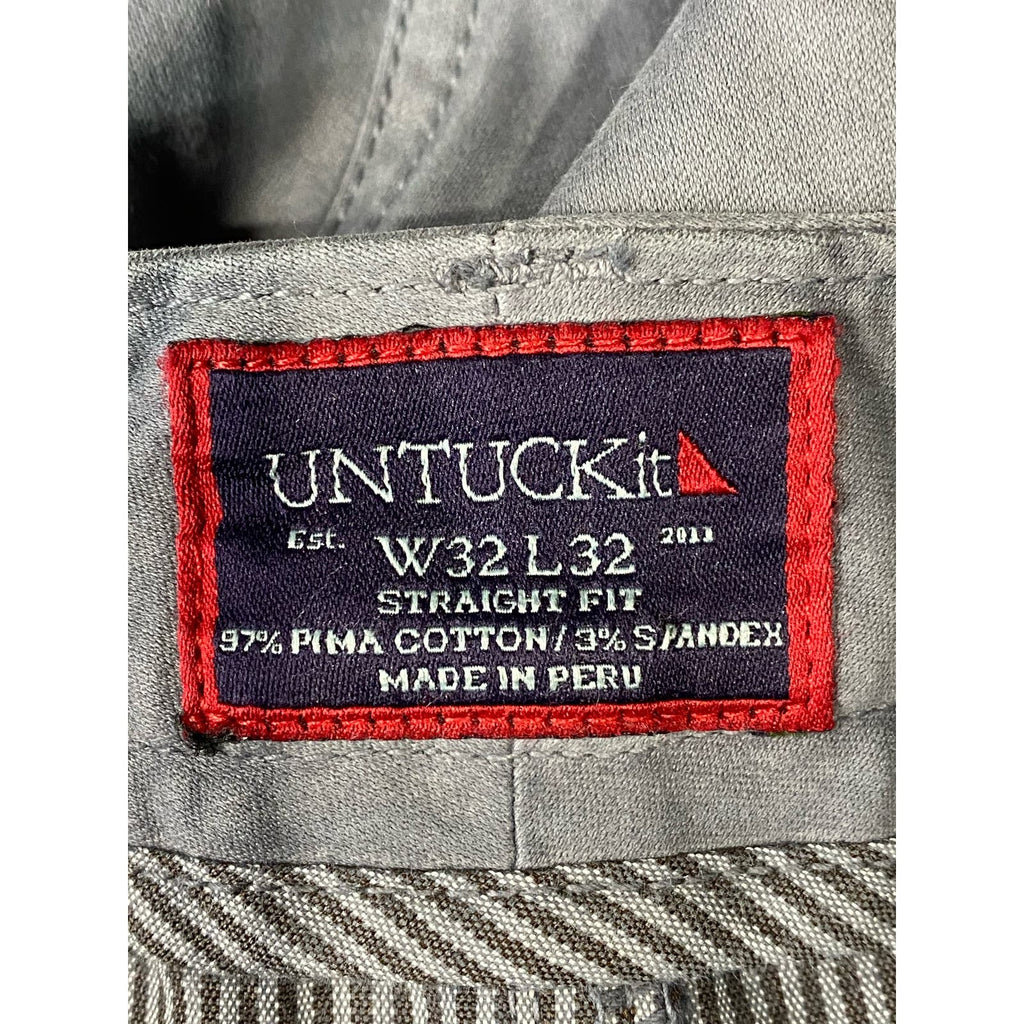 UNTUCKit
Est. W32 L32 2011
STRAIGHT FIT
97% PIMA COTTON/3% SPANDEX
MADE IN PERU